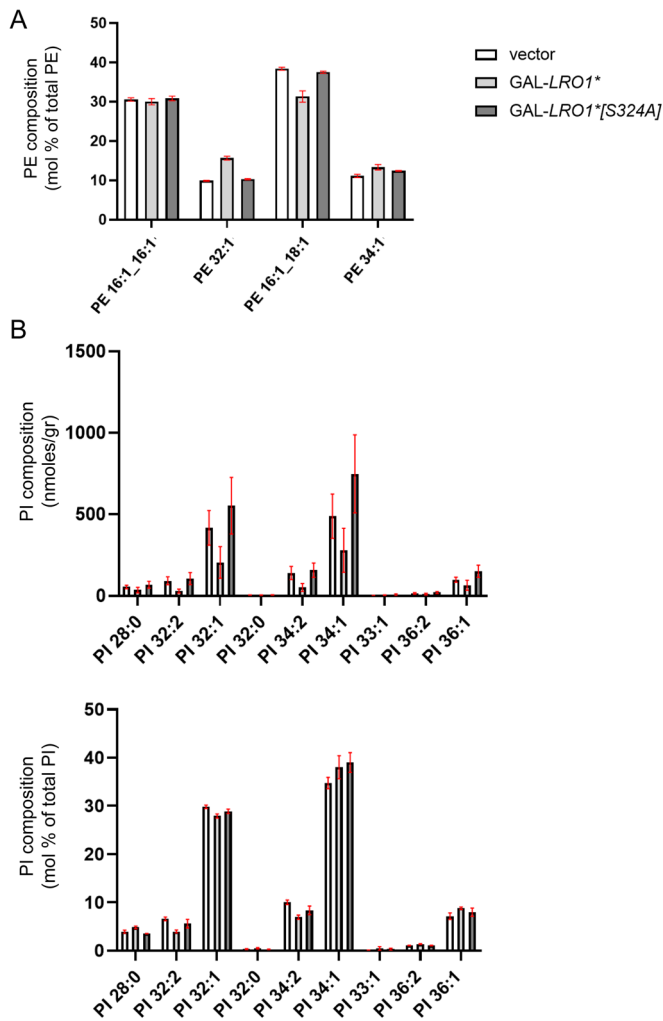 A
PE composition
(mol % of total PE)
50
40
30
20
10
0
PE 16:1_16:1
PE 32:1
PE 16:1_18:1
PE 34:1
vector
GAL-LRO1*
GAL-LRO1*[S324A]
B
PI composition
(nmoles/gr)
1500
1000
500
0
PI 28:0
PI 32:2
PI 32:1
PI 32:0
PI 34:2
PI 34:1
PI 33:1
PI 36:2
PI 36:1
PI composition
(mol % of total PI)
50
40
30
20
10
0
PI 28:0
PI 32:2
PI 32:1
PI 32:0
PI 34:2
PI 34:1
PI 33:1
PI 36:2
PI 36:1